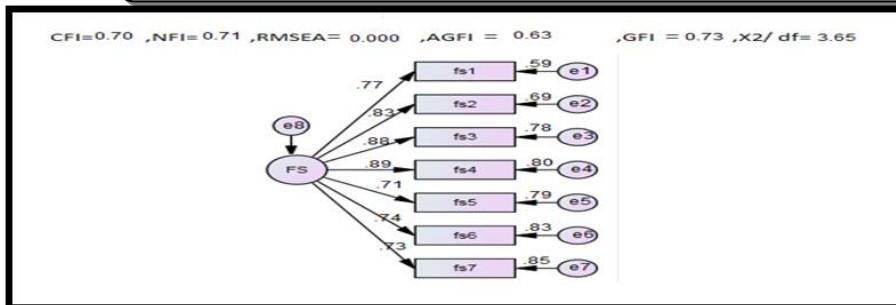 CFI=0.70 ,NFI=0.71 ,RMSEA= 0.000 ,AGFI = 0.63 ,GFI = 0.73 ,X2/ df= 3.65
.77 fs1 .59 e1
.83 fs2 .69 e2
e8
.88 fs3 .78 e3
FS .89 fs4 .80 e4
.71 fs5 .79 e5
.74 fs6 .83 e6
.73 fs7 .85 e7